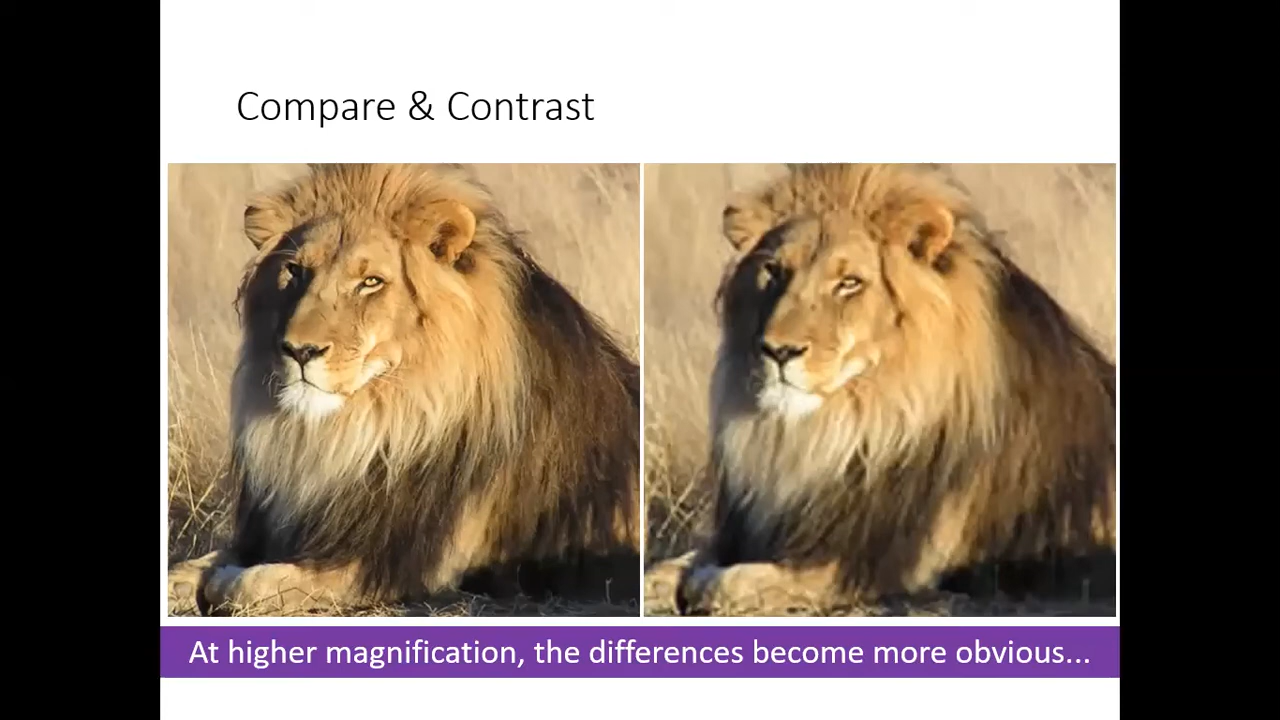 Compare & Contrast
At higher magnification, the differences become more obvious...